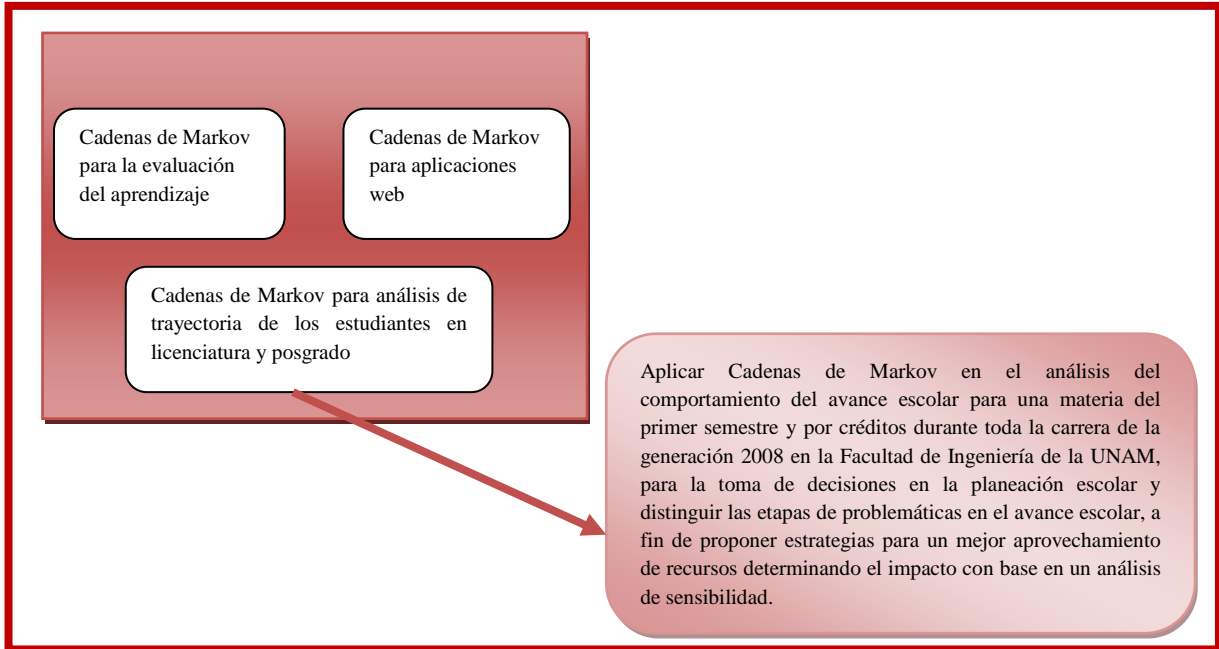 Cadenas de Markov
para la evaluación
del aprendizaje
Cadenas de Markov
para aplicaciones
web
Cadenas de Markov para análisis de
trayectoria de los estudiantes en
licenciatura y posgrado
Aplicar Cadenas de Markov en el análisis del
comportamiento del avance escolar para una materia del
primer semestre y por créditos durante toda la carrera de la
generación 2008 en la Facultad de Ingeniería de la UNAM,
para la toma de decisiones en la planeación escolar y
distinguir las etapas de problemáticas en el avance escolar, a
fin de proponer estrategias para un mejor aprovechamiento
de recursos determinando el impacto con base en un análisis
de sensibilidad.